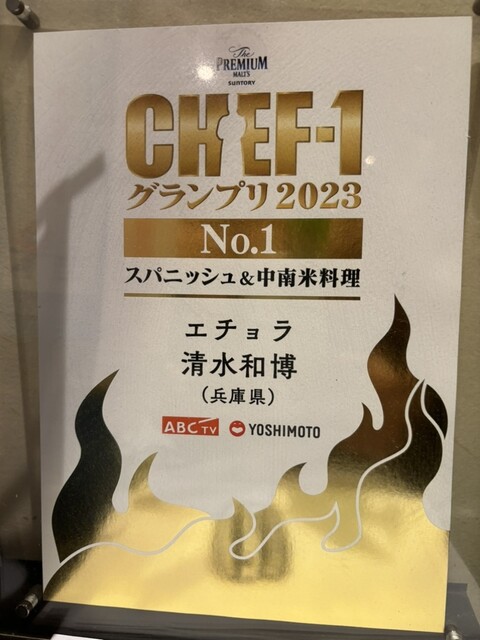 The
PREMIUM
MALT'S
SUNTORY
CHEF-1
グランプリ2023
No.1
スパニッシュ&中南米料理
エチョラ
清水和博
(兵庫県)
ABCTV YOSHIMOTO